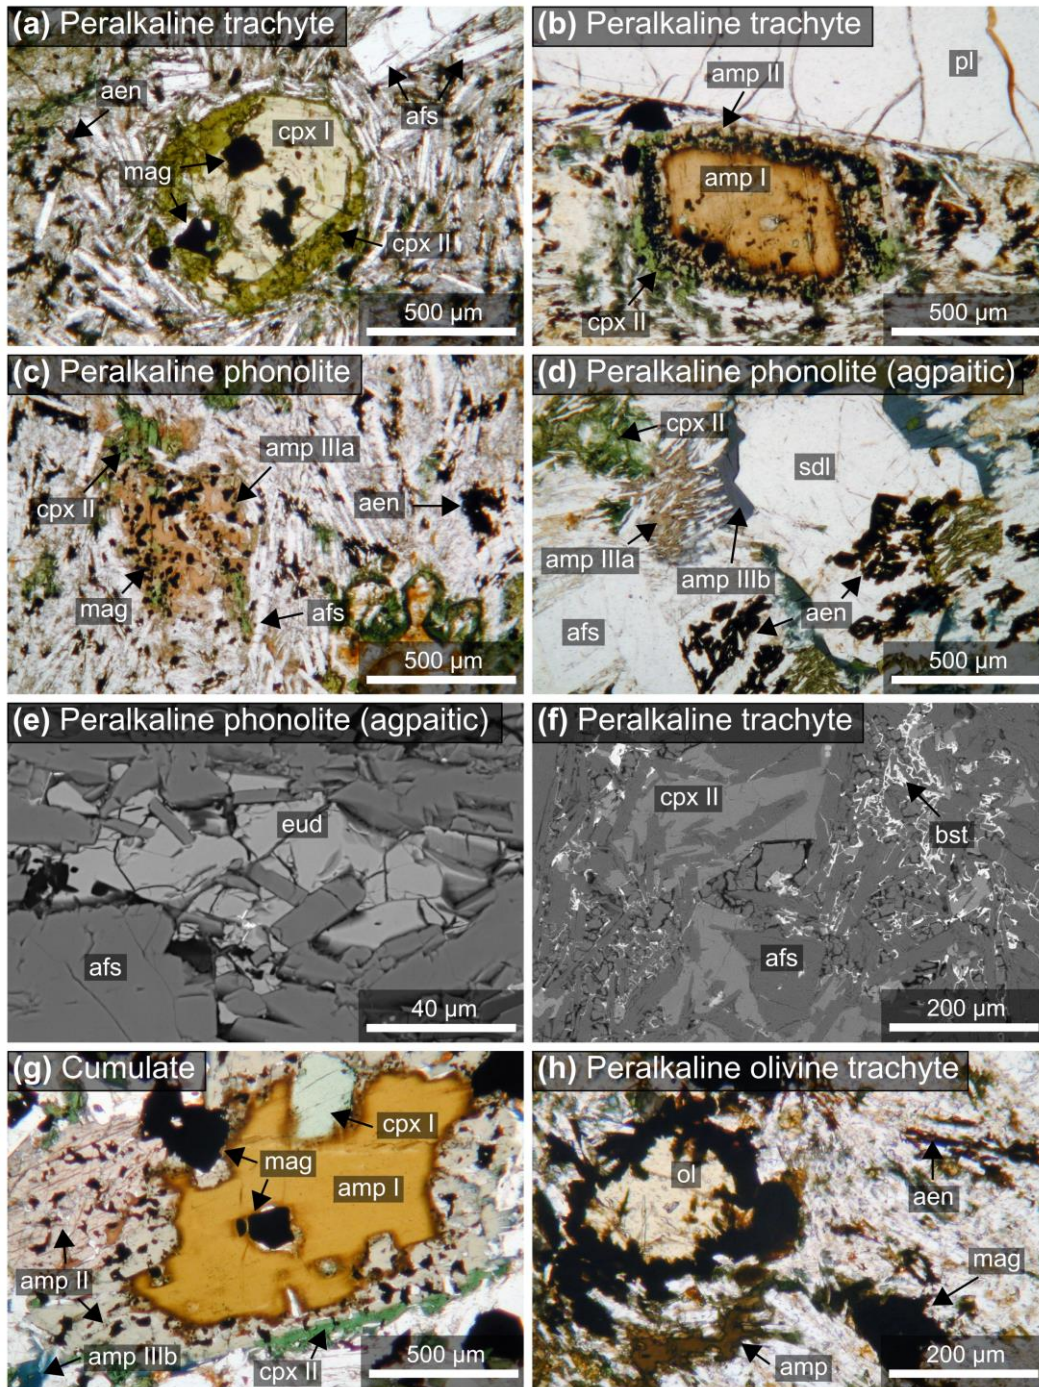 (a) Peralkaline trachyte
aen
afs
cpx I
mag
cpx II
500 µm
(b) Peralkaline trachyte
amp II
pl
amp I
cpx II
500 µm
(c) Peralkaline phonolite
amp IIIa
cpx II
aen
mag
afs
500 µm
(d) Peralkaline phonolite (agpaitic)
cpx II
sdl
amp IIIa
amp IIIb
aen
afs
500 µm
(e) Peralkaline phonolite (agpaitic)
eud
afs
40 µm
(f) Peralkaline trachyte
cpx II
bst
afs
200 µm
(g) Cumulate
cpx I
mag
amp I
amp II
amp IIIb
cpx II
500 µm
(h) Peralkaline olivine trachyte
ol
aen
mag
amp
200 µm